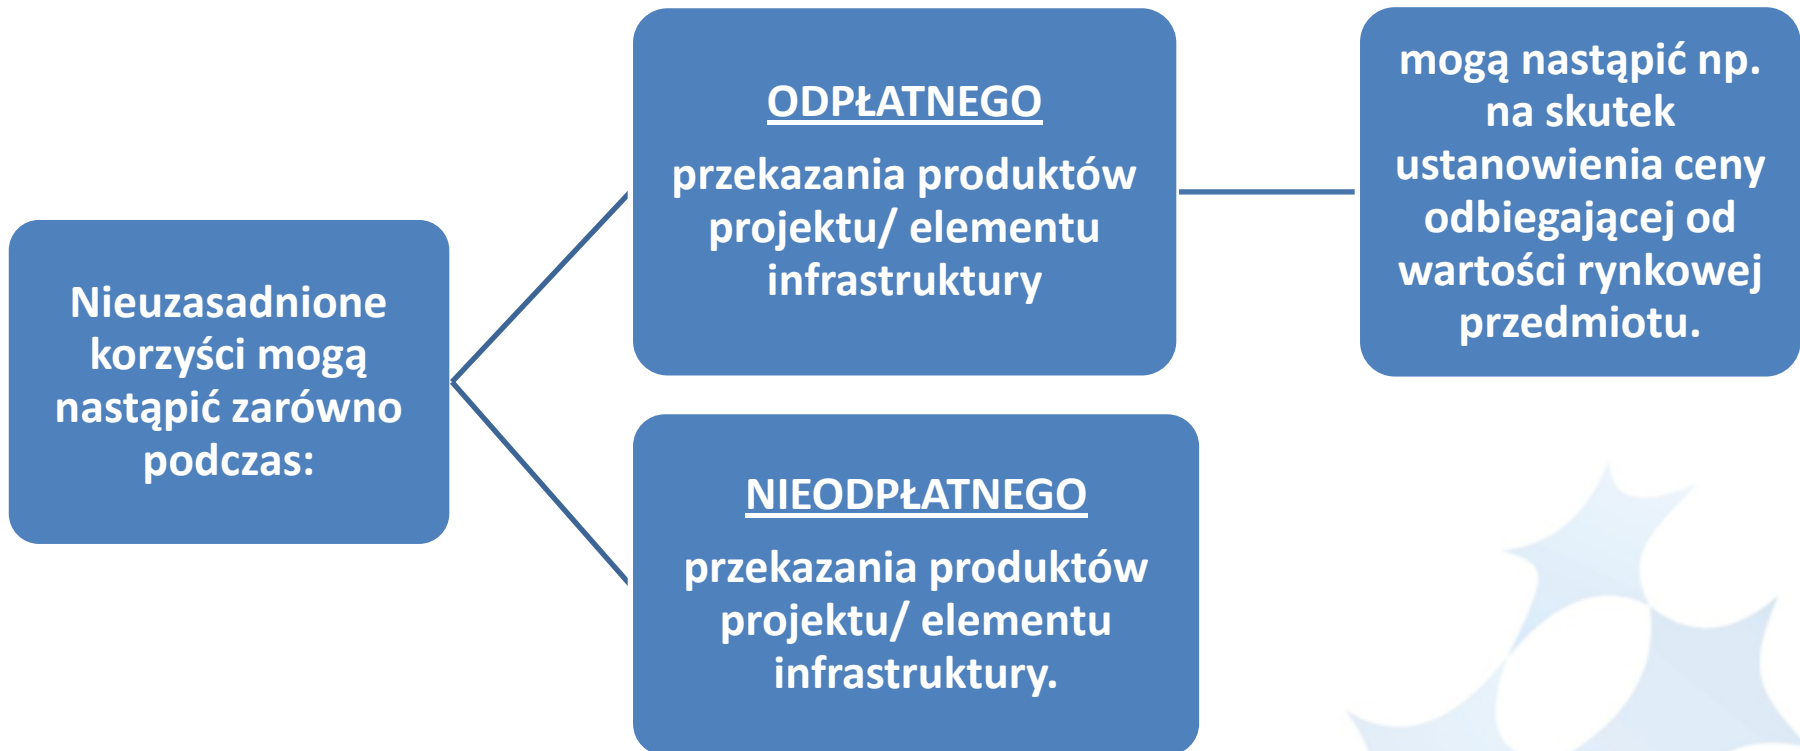 Nieuzasadnione
korzyści mogą
nastąpić zarówno
podczas:
ODPŁATNEGO
przekazania produktów
projektu/ elementu
infrastruktury
mogą nastąpić np.
na skutek
ustanowienia ceny
odbiegającej od
wartości rynkowej
przedmiotu.
NIEODPŁATNEGO
przekazania produktów
projektu/ elementu
infrastruktury.